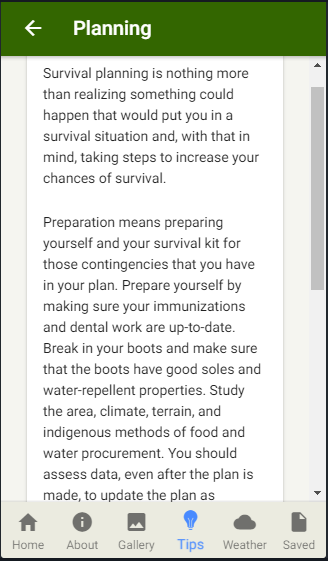 Planning
Survival planning is nothing more
than realizing something could
happen that would put you in a
survival situation and, with that in
mind, taking steps to increase your
chances of survival.
Preparation means preparing
yourself and your survival kit for
those contingencies that you have
in your plan. Prepare yourself by
making sure your immunizations
and dental work are up-to-date.
Break in your boots and make sure
that the boots have good soles and
water-repellent properties. Study
the area, climate, terrain, and
indigenous methods of food and
water procurement. You should
assess data, even after the plan is
made, to update the plan as
Home About Gallery Tips Weather Saved